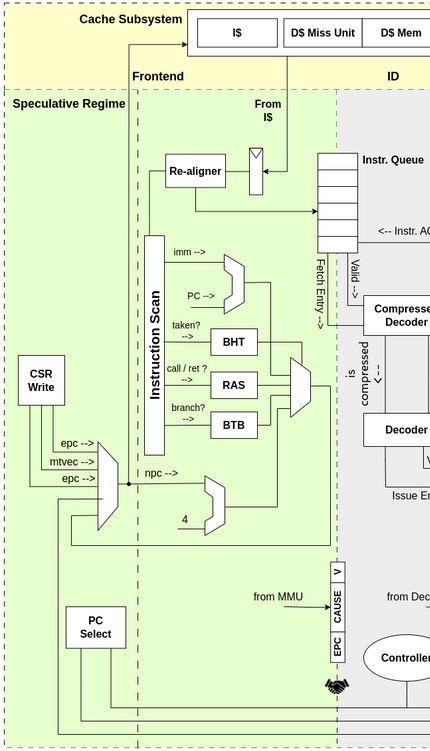 Cache Subsystem
I$
D$ Miss Unit
D$ Mem
Frontend
ID
Speculative Regime
From
I$
Re-aligner
Instr. Queue
<-- Instr. AC
imm -->
PC -->
Fetch Entry -->
Valid -->
Instruction Scan
Compresse
Decoder
taken?
-->
BHT
is
compressed
-->
CSR
Write
call / ret ?
-->
RAS
branch?
-->
BTB
Decoder
epc -->
mtvec -->
epc -->
npc -->
4
Issue En
V
CAUSE
EPC
from MMU
from Dec
PC
Select
Controller